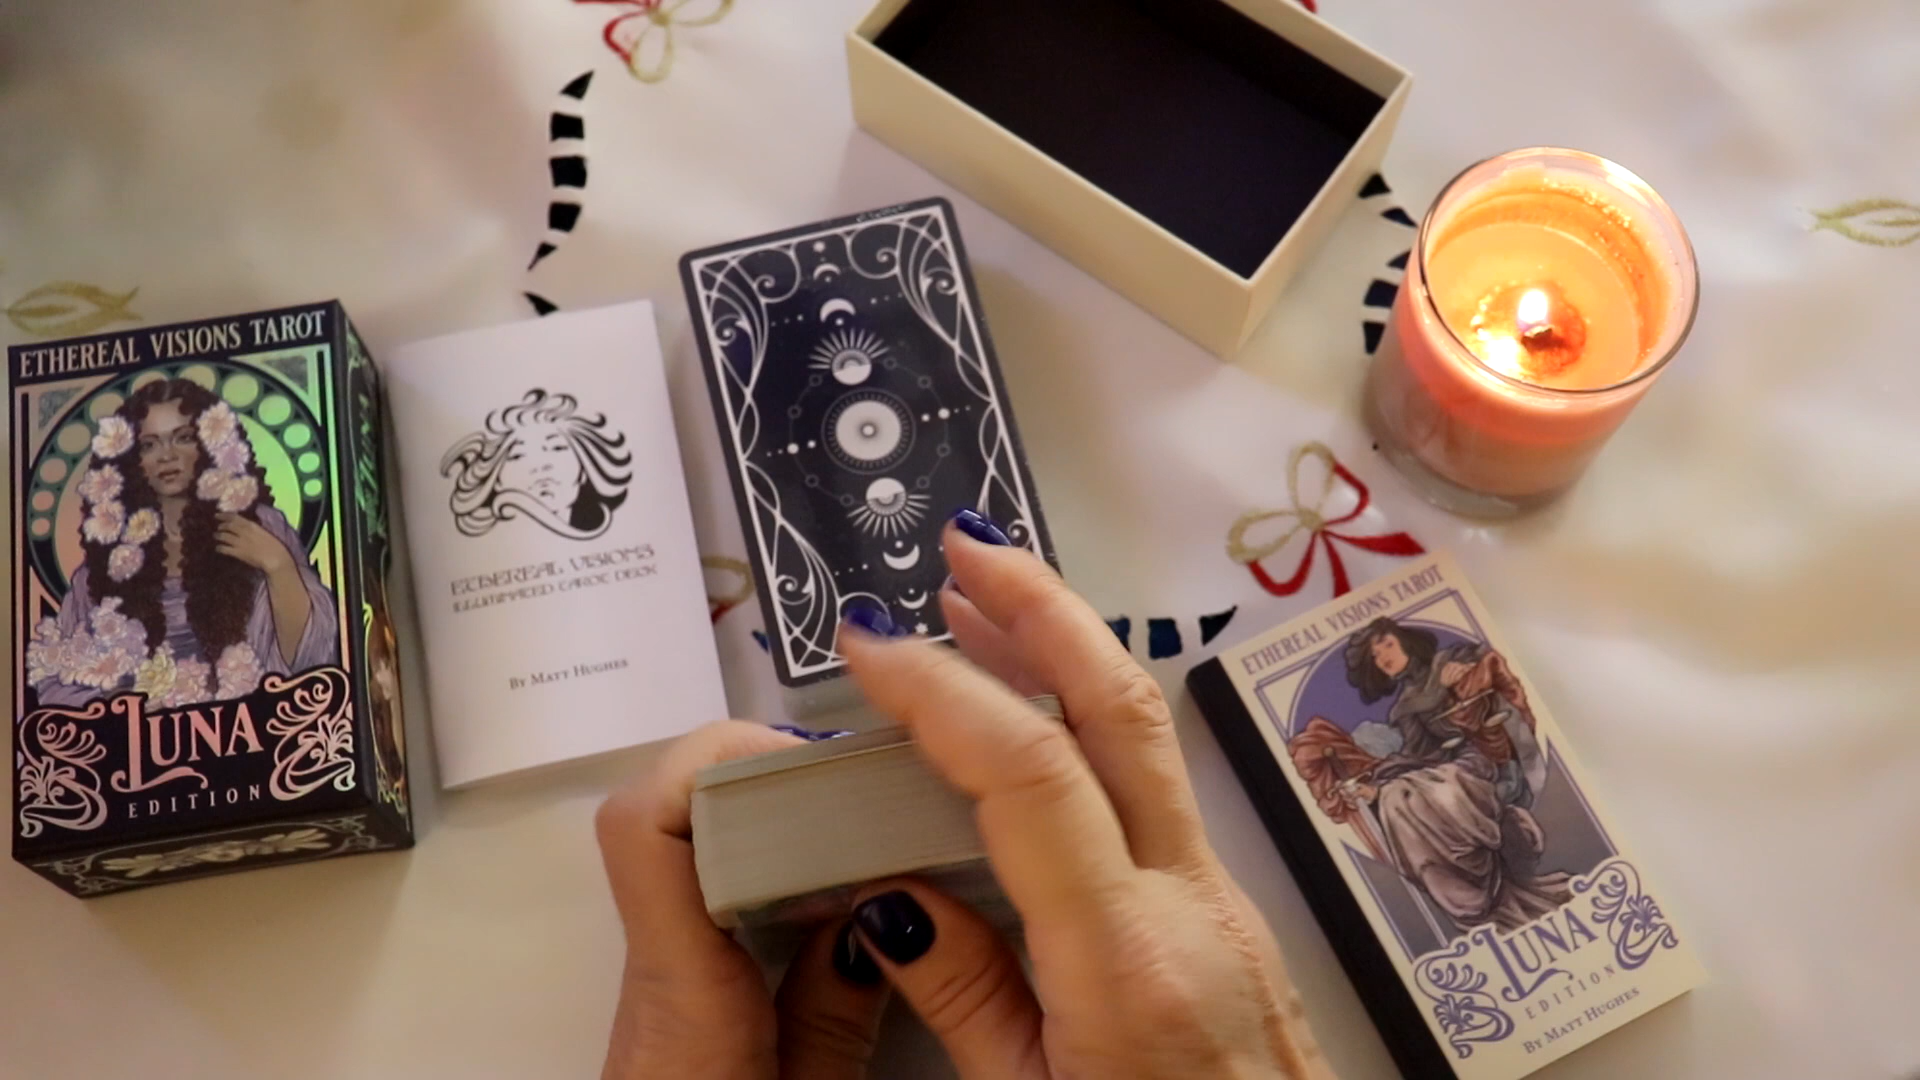 ETHEREAL VISIONS TAROT
LUNA
EDITION
ETHEREAL VISIONS
ILLUMINATED TAROT DECK
BY MATT HUGHES
ETHEREAL VISIONS TAROT
LUNA
EDITION
BY MATT HUGHES